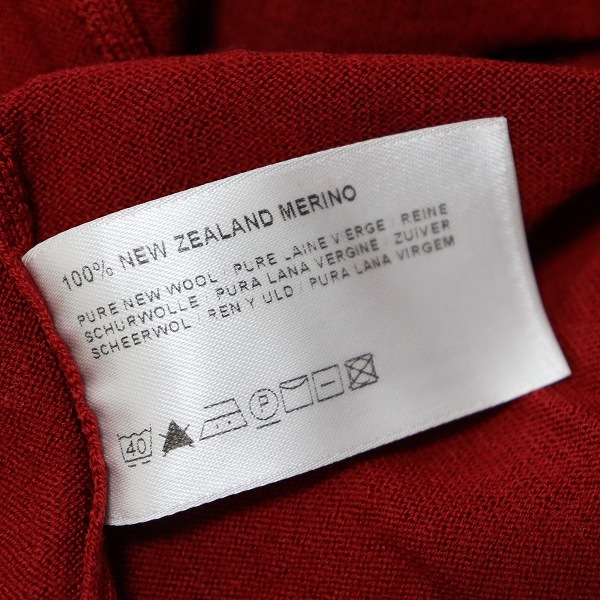 100% NEW ZEALAND MERINO
PURE NEW WOOL / PURE LAINE VIERGE / REINE
SCHURWOLLE / PURA LANA VERGINE / ZUIVER
SCHEERWOL / REN Y ULD / PURA LANA VIRGEM
40 P